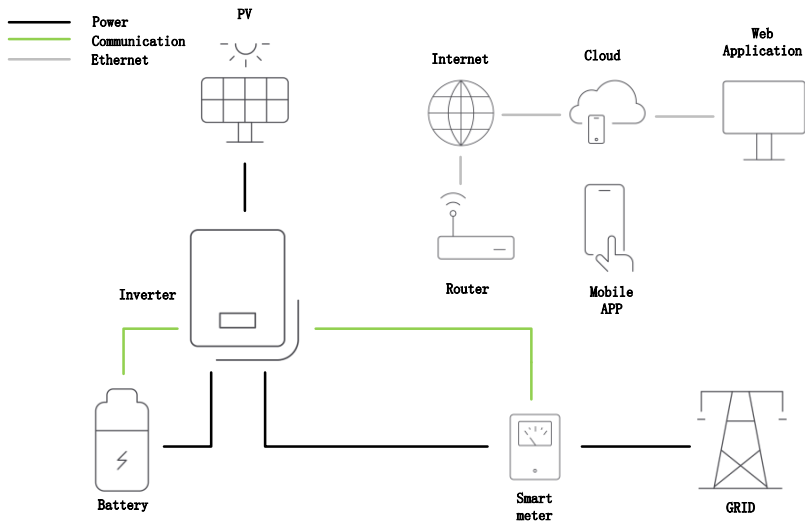 Power
Communication
Ethernet
PV
Internet
Cloud
Web
Application
Inverter
Router
Mobile
APP
Battery
Smart
meter
GRID